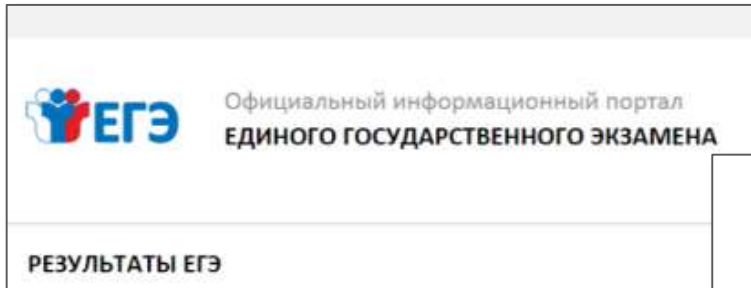 ЕГЭ
Официальный информационный портал
ЕДИНОГО ГОСУДАРСТВЕННОГО ЭКЗАМЕНА
РЕЗУЛЬТАТЫ ЕГЭ